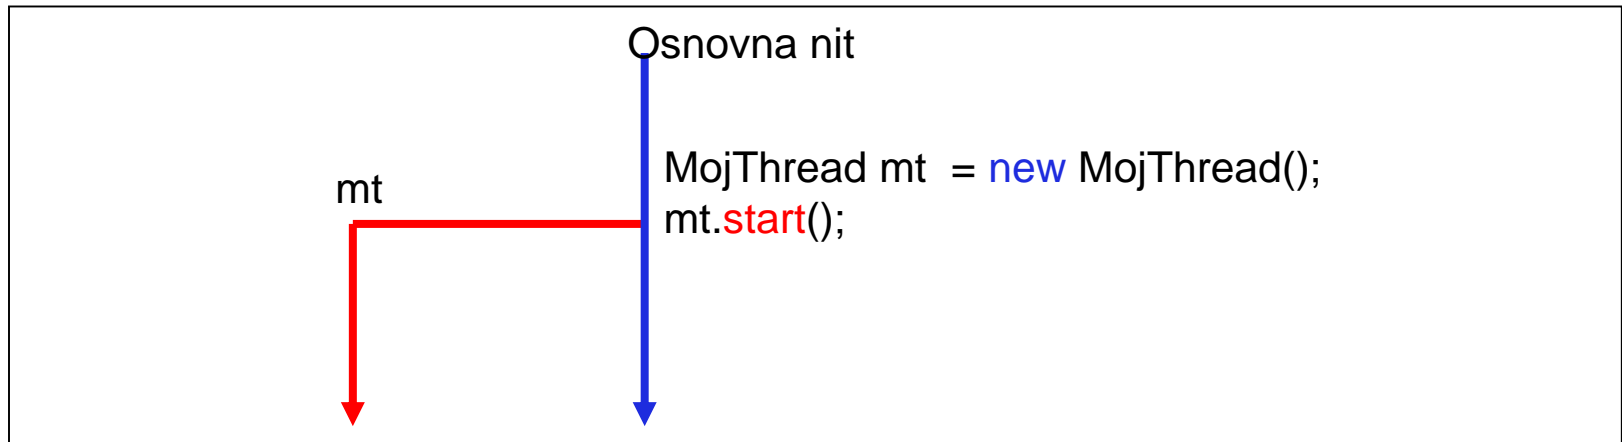 Osnovna nit
MojThread mt = new MojThread();
mt
mt.start();